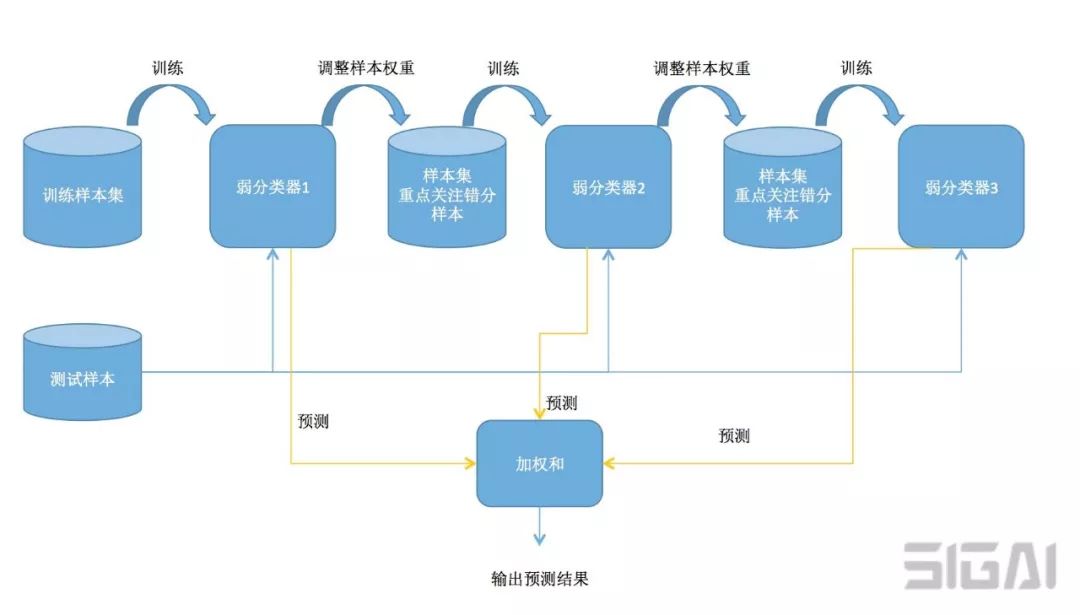 训练
调整样本权重
训练
调整样本权重
训练
训练样本集
弱分类器1
样本集
重点关注错分
样本
弱分类器2
样本集
重点关注错分
样本
弱分类器3
测试样本
预测
预测
预测
加权和
输出预测结果
SIGAI